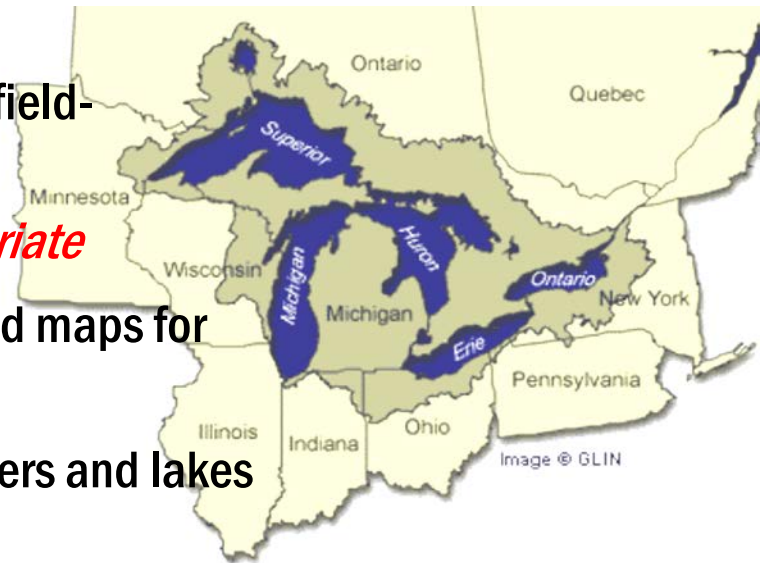 field-
riate
d maps for
ers and lakes
Ontario
Quebec
Superior
Minnesota
Wisconsin
Michigan
Huron
Michigan
Ontario
New York
Erie
Pennsylvania
Illinois
Indiana
Ohio
Image © GLIN